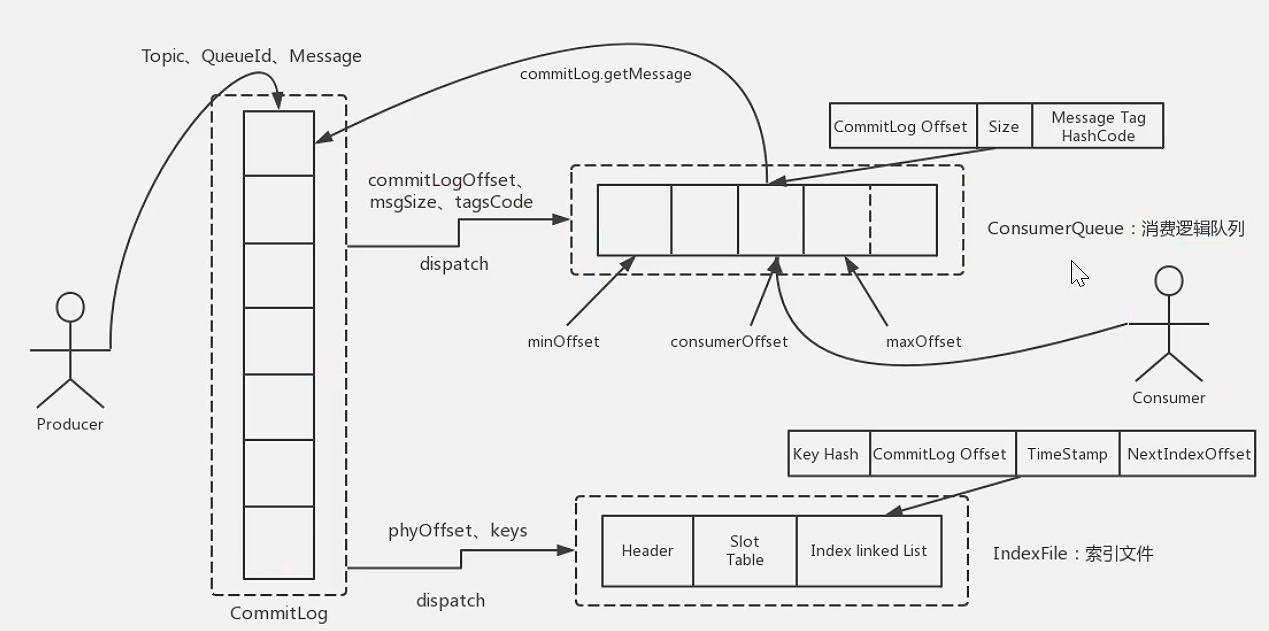 Topic、QueueId、Message
commitLog.getMessage
CommitLog Offset
Size
Message Tag
HashCode
commitLogOffset、
msgSize、tagsCode
dispatch
ConsumerQueue：消费逻辑队列
minOffset
consumerOffset
maxOffset
Producer
Consumer
Key Hash
CommitLog Offset
TimeStamp
NextIndexOffset
phyOffset、keys
dispatch
Header
Slot
Table
Index linked List
IndexFile：索引文件
CommitLog